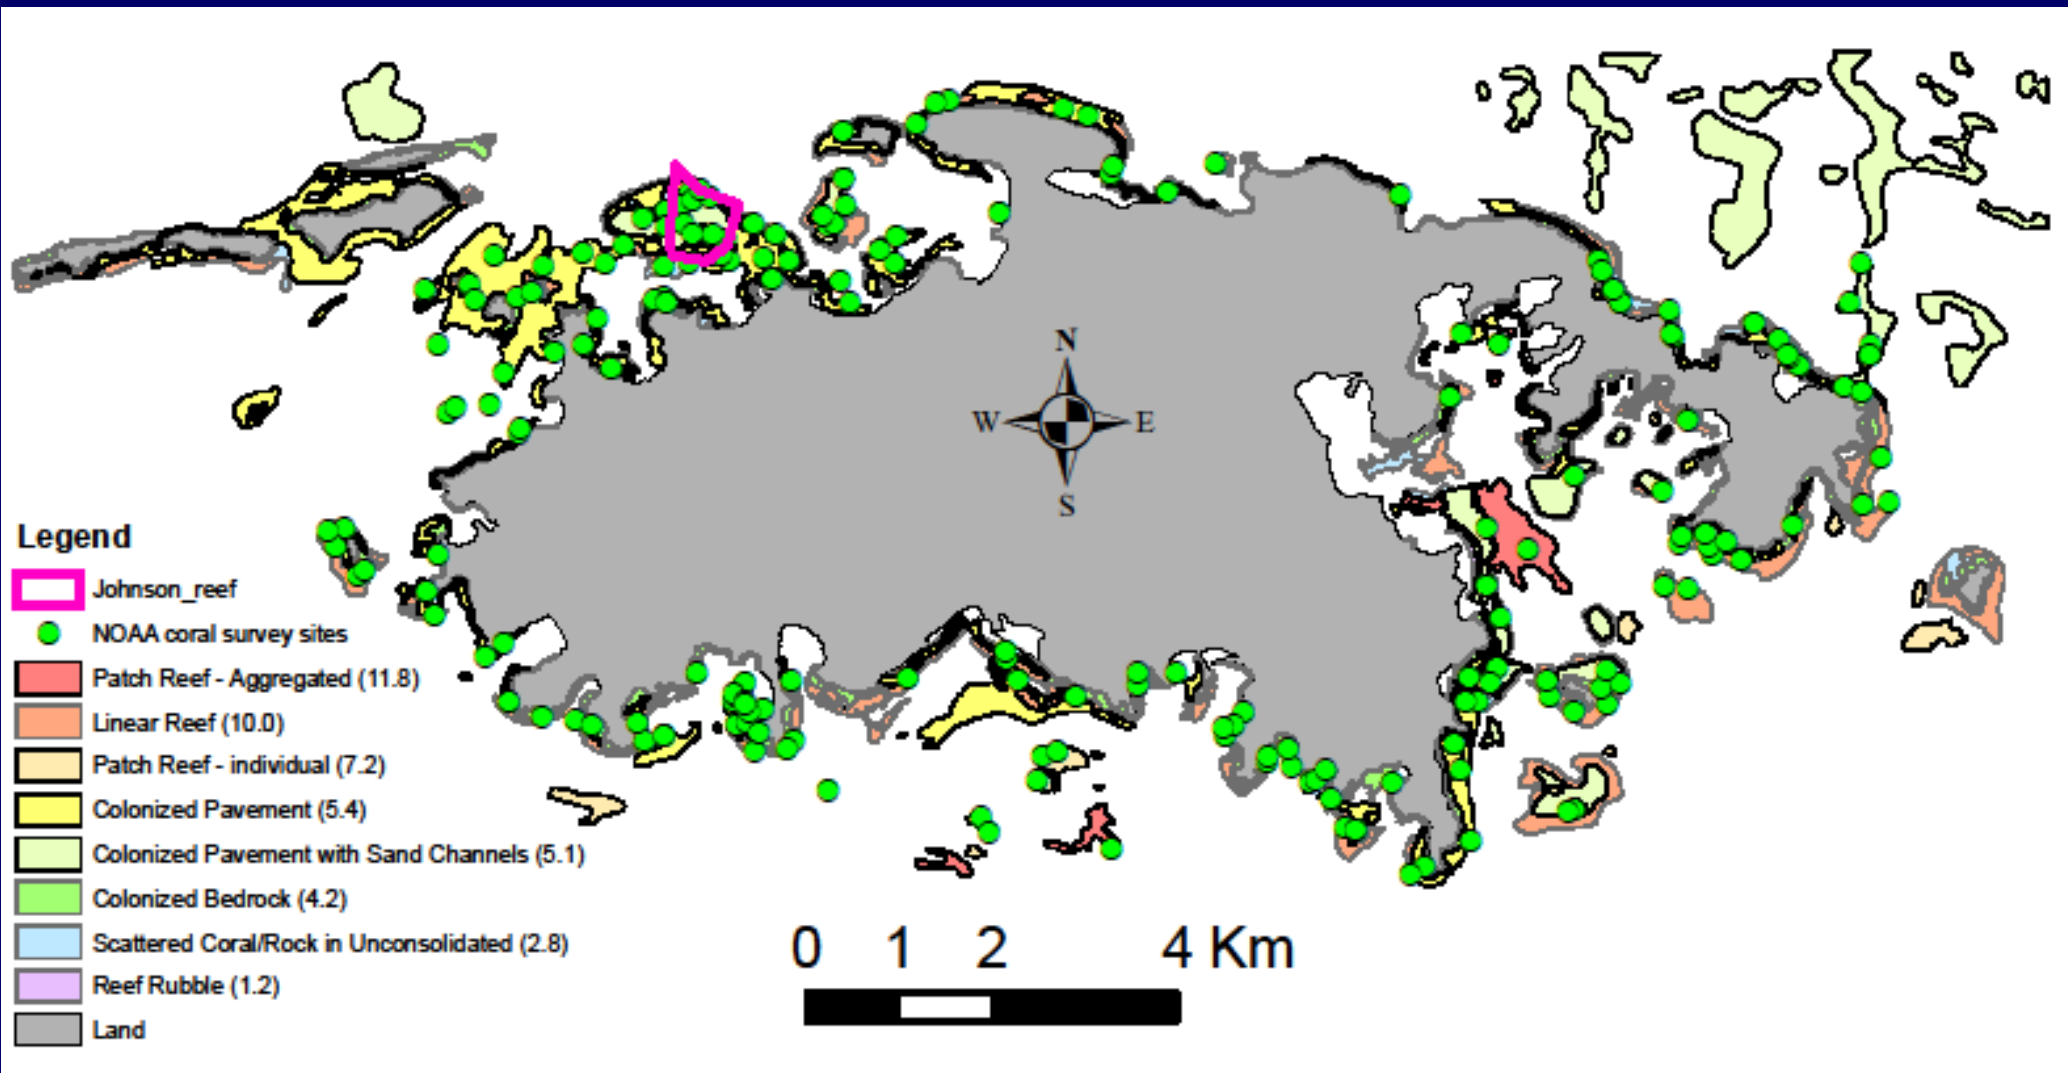 N
W E
S
Legend
Johnson_reef
NOAA coral survey sites
Patch Reef - Aggregated (11.8)
Linear Reef (10.0)
Patch Reef - individual (7.2)
Colonized Pavement (5.4)
Colonized Pavement with Sand Channels (5.1)
Colonized Bedrock (4.2)
Scattered Coral/Rock in Unconsolidated (2.8)
Reef Rubble (1.2)
Land
0 1 2 4 Km